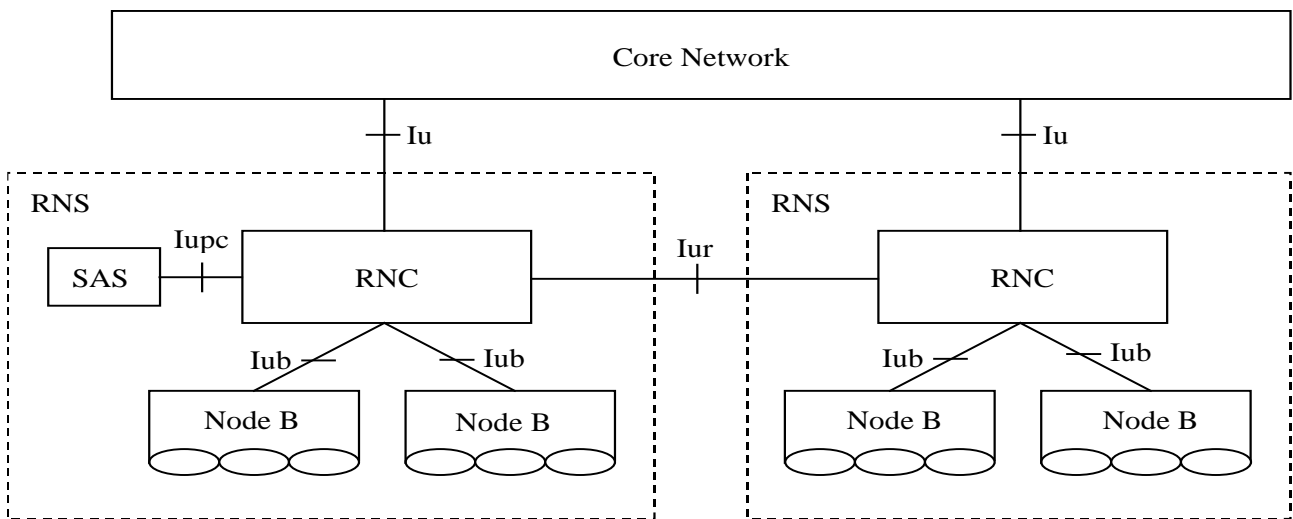 Core Network
Iu
Iu
RNS
RNS
Iupc
Iur
SAS
RNC
RNC
Iub
Iub
Iub
Iub
Node B
Node B
Node B
Node B